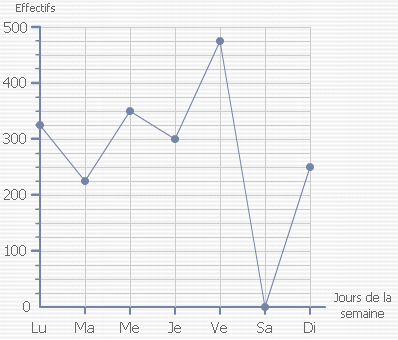 Effectifs
500
400
300
200
100
0
Lu Ma Me Je Ve Sa Di
Jours de la
semaine